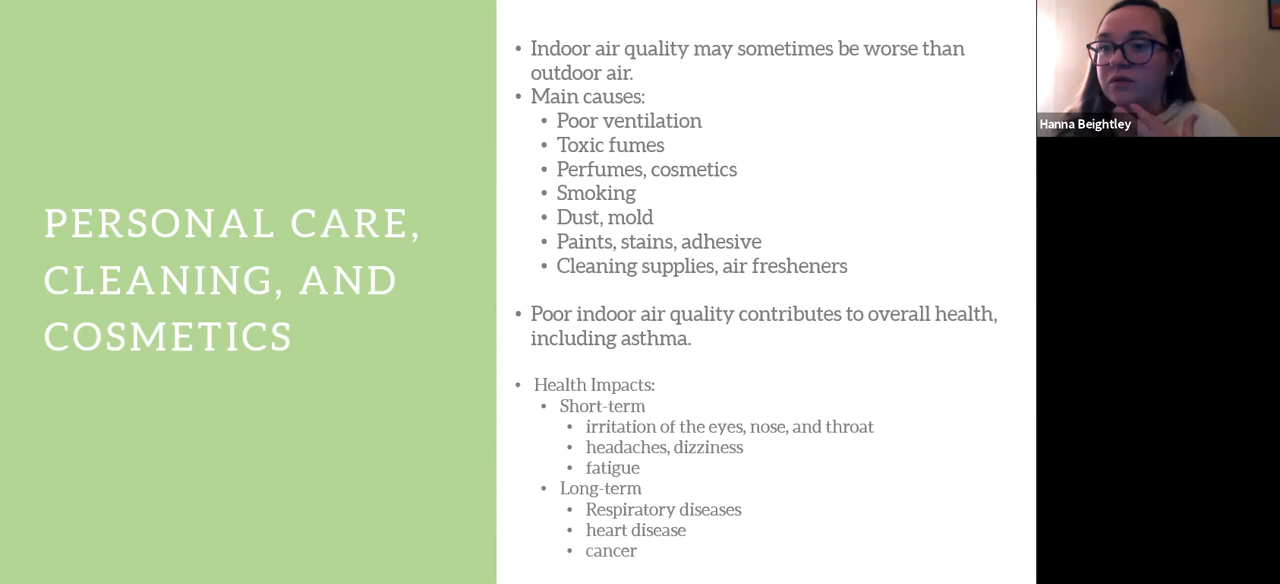 PERSONAL CARE,
CLEANING, AND
COSMETICS
• Indoor air quality may sometimes be worse than
outdoor air.
• Main causes:
• Poor ventilation
• Toxic fumes
• Perfumes, cosmetics
• Smoking
• Dust, mold
• Paints, stains, adhesive
• Cleaning supplies, air fresheners
• Poor indoor air quality contributes to overall health,
including asthma.
• Health Impacts:
• Short-term
• irritation of the eyes, nose, and throat
• headaches, dizziness
• fatigue
• Long-term
• Respiratory diseases
• heart disease
• cancer
Hanna Beightley